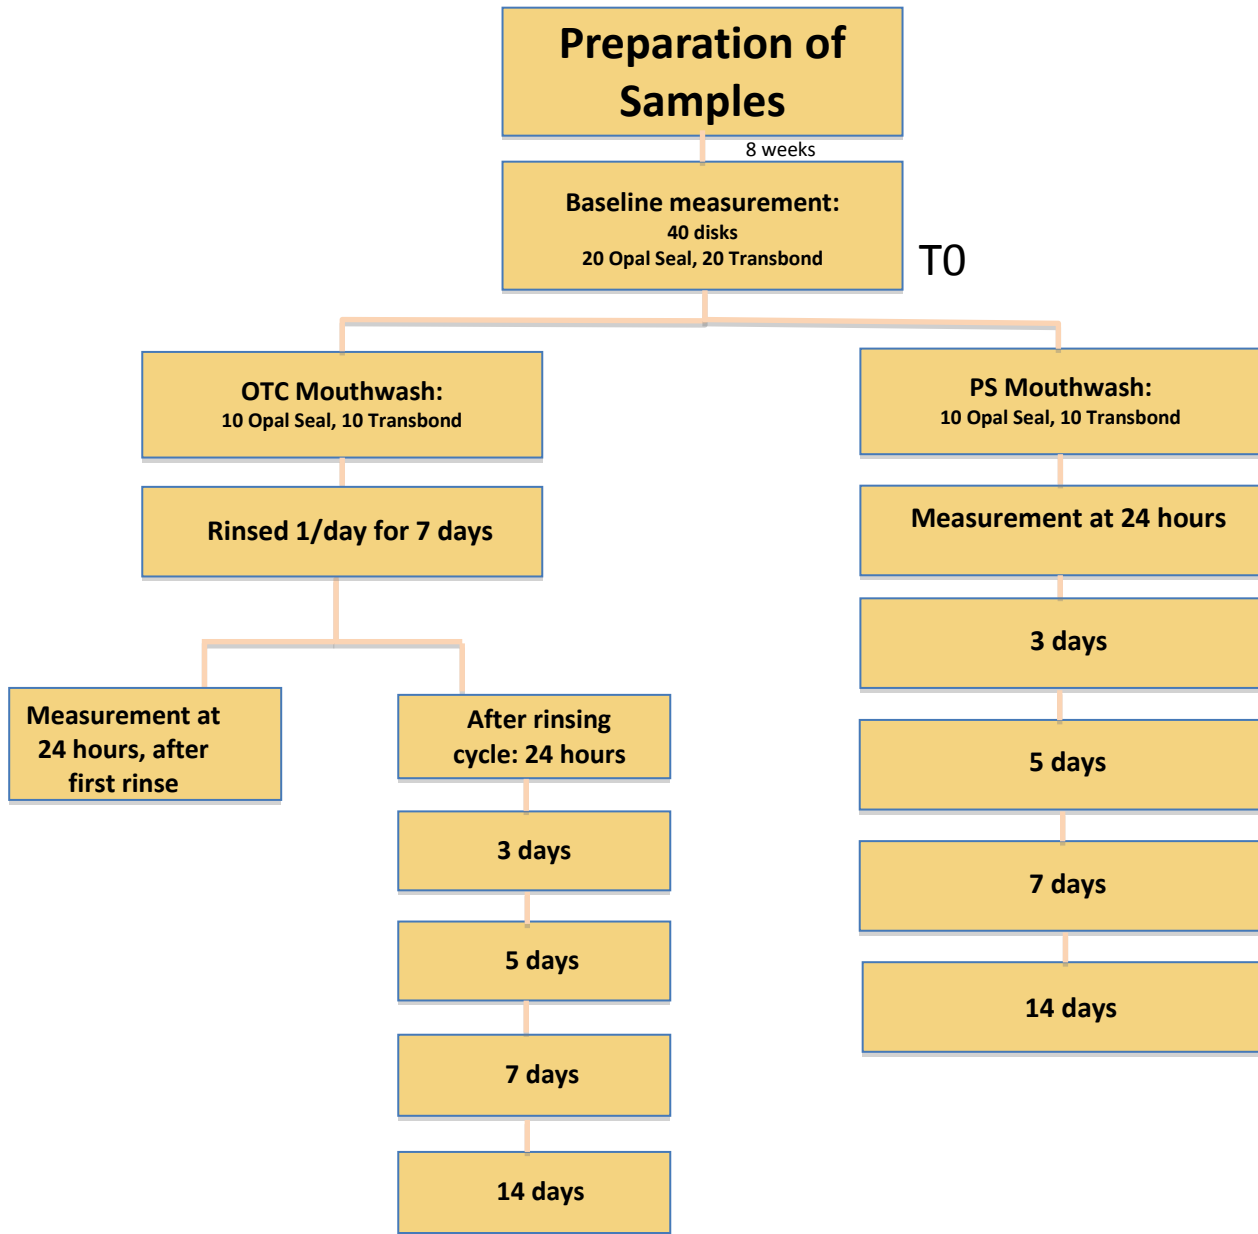 Preparation of
Samples
8 weeks
Baseline measurement:
40 disks
20 Opal Seal, 20 Transbond
T0
OTC Mouthwash:
10 Opal Seal, 10 Transbond
Rinsed 1/day for 7 days
Measurement at
24 hours, after
first rinse
After rinsing
cycle: 24 hours
3 days
5 days
7 days
14 days
PS Mouthwash:
10 Opal Seal, 10 Transbond
Measurement at 24 hours
3 days
5 days
7 days
14 days